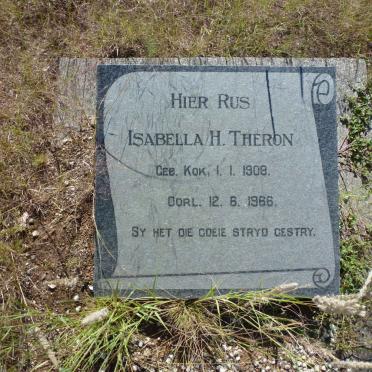 HIER RUS
ISABELLA H. THERON
GEB. KOK. 1. 1. 1909.
OORL. 12. 6. 1966.
SY HET DIE GOEIE STRYD GESTRY.